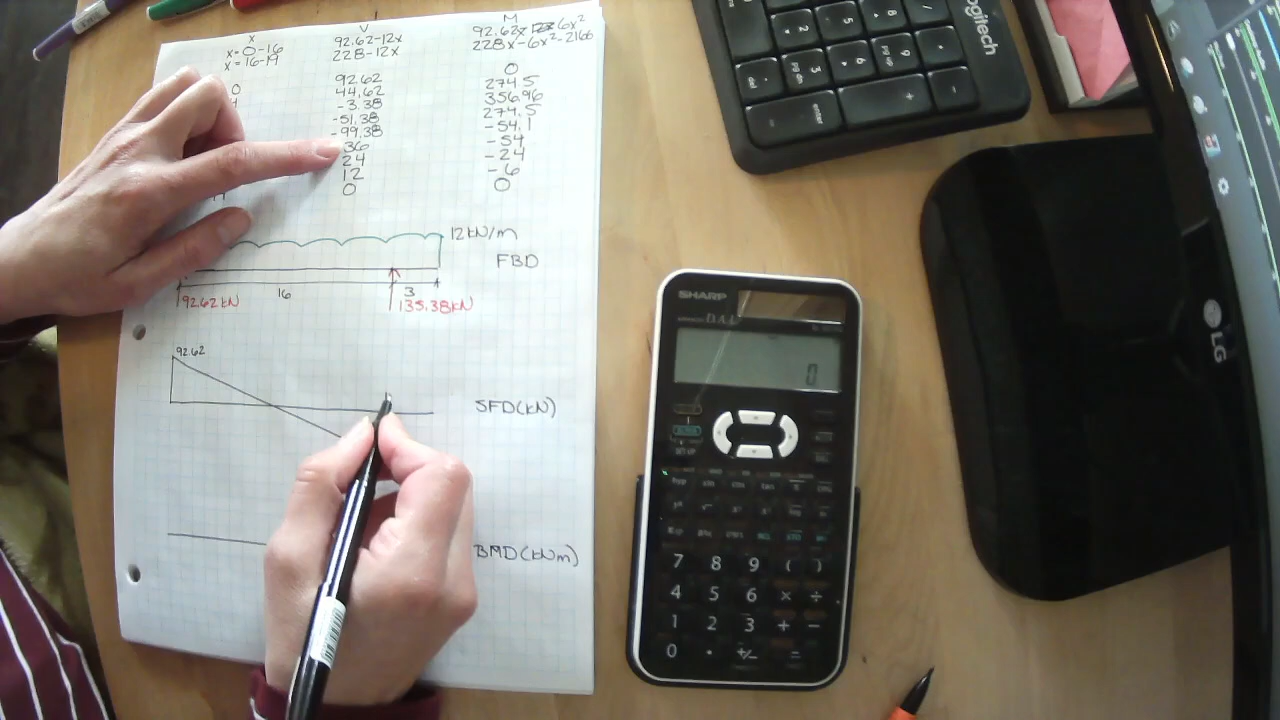 x V M
x= 0-16 92.62-12x 92.62x 6x²
x= 16-19 228-12x 228x-6x²-2166
0 92.62 0
4 44.62 274.5
-3.38 356.96
-51.38 274.5
-99.38 -54.1
36 -54
24 -24
12 -6
0 0
12kN/m
FBD
16 3
92.62kN 135.38kN
92.62
SFD(kN)
BMD(kNm)
logitech
SHARP
D.A.L.
0
7 8 9 ( )
4 5 6 × ÷
1 2 3 + −
0 . +/− =
LG